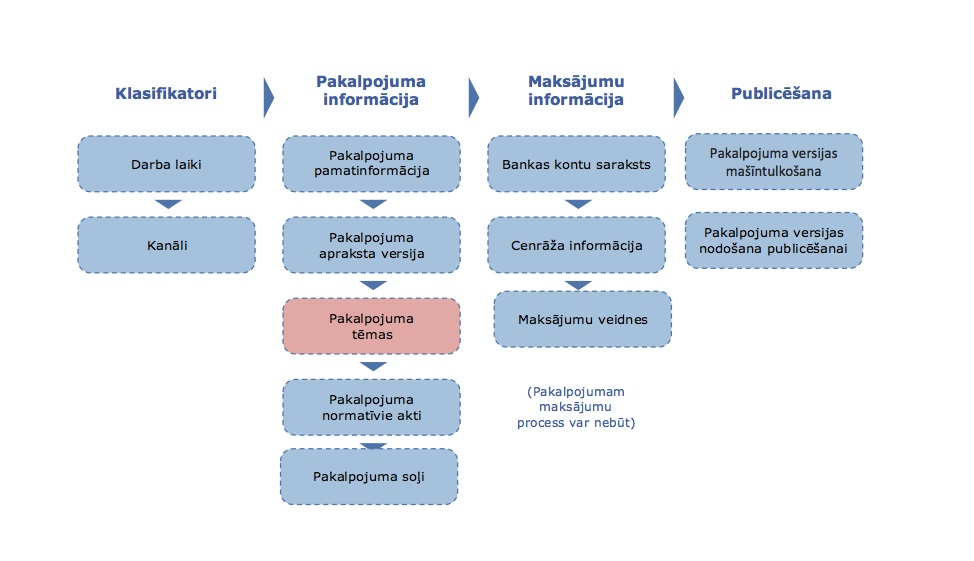 Klasifikatori
Pakalpojuma
informācija
Maksājumu
informācija
Publicēšana
Darba laiki
Kanāli
Pakalpojuma
pamatinformācija
Pakalpojuma
apraksta versija
Pakalpojuma
tēmas
Pakalpojuma
normatīvie akti
Pakalpojuma soļi
Bankas kontu saraksts
Cenrāža informācija
Maksājumu veidnes
(Pakalpojumam
maksājumu
process var nebūt)
Pakalpojuma versijas
mašīntulkošana
Pakalpojuma versijas
nodošana publicēšanai